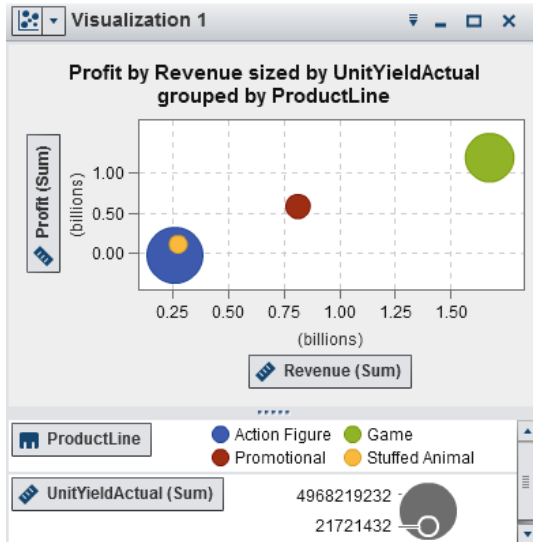 Visualization 1
Profit by Revenue sized by UnitYieldActual
grouped by ProductLine
Profit (Sum)
(billions)
1.00
0.50
0.00
0.25 0.50 0.75 1.00 1.25 1.50
(billions)
Revenue (Sum)
ProductLine
Action Figure Game
Promotional Stuffed Animal
UnitYieldActual (Sum)
4968219232
21721432